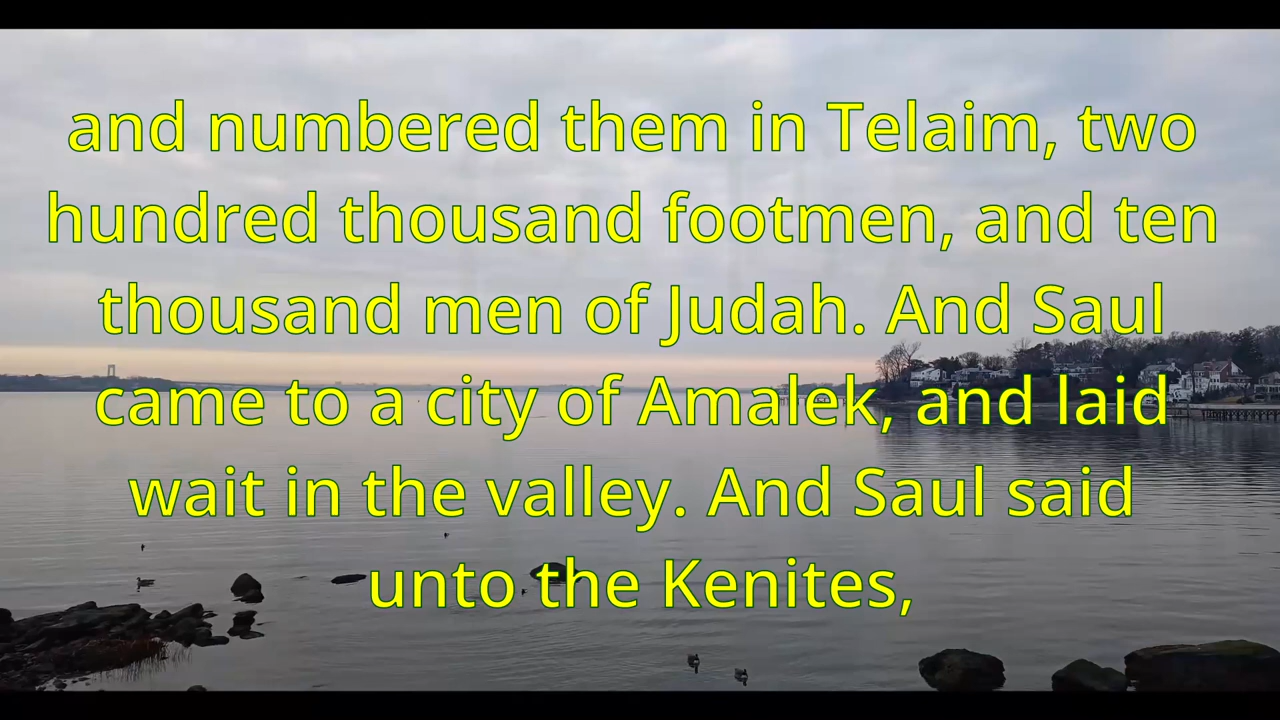 and numbered them in Telaim, two
hundred thousand footmen, and ten
thousand men of Judah. And Saul
came to a city of Amalek, and laid
wait in the valley. And Saul said
unto the Kenites,